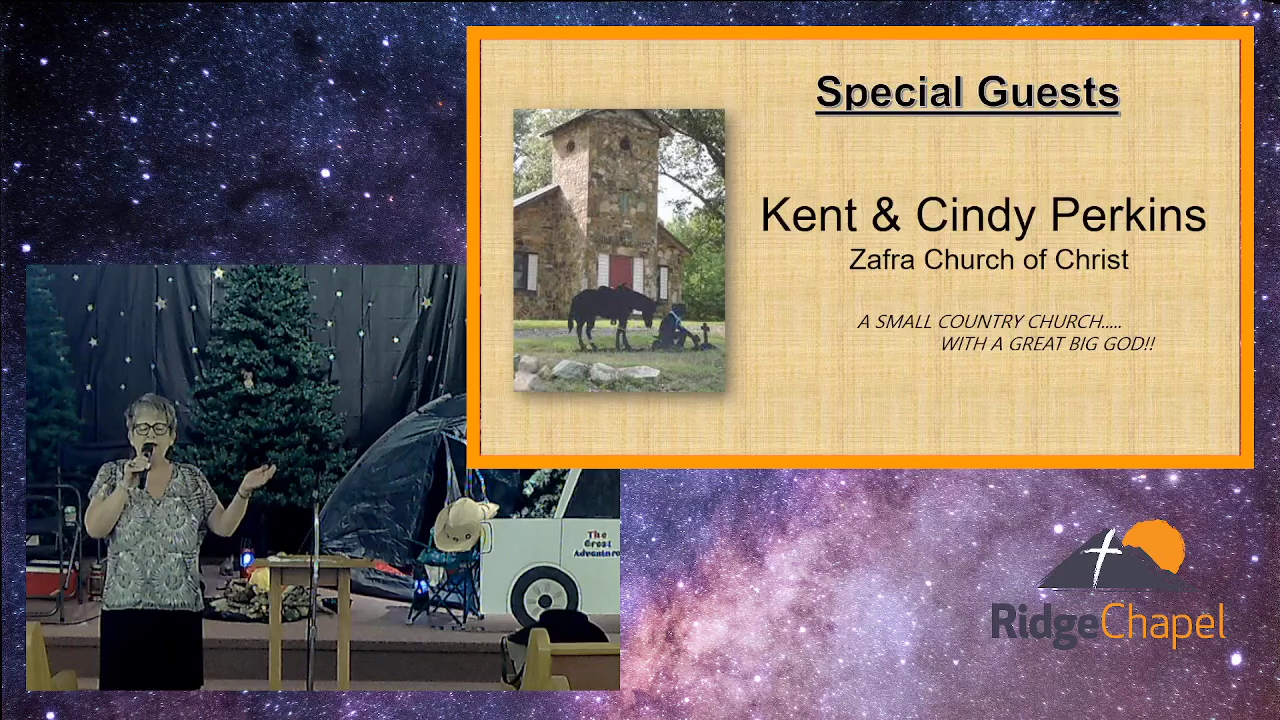 Special Guests
Kent & Cindy Perkins
Zafra Church of Christ
A SMALL COUNTRY CHURCH.....
WITH A GREAT BIG GOD!!
The
Great
Adventure
RidgeChapel